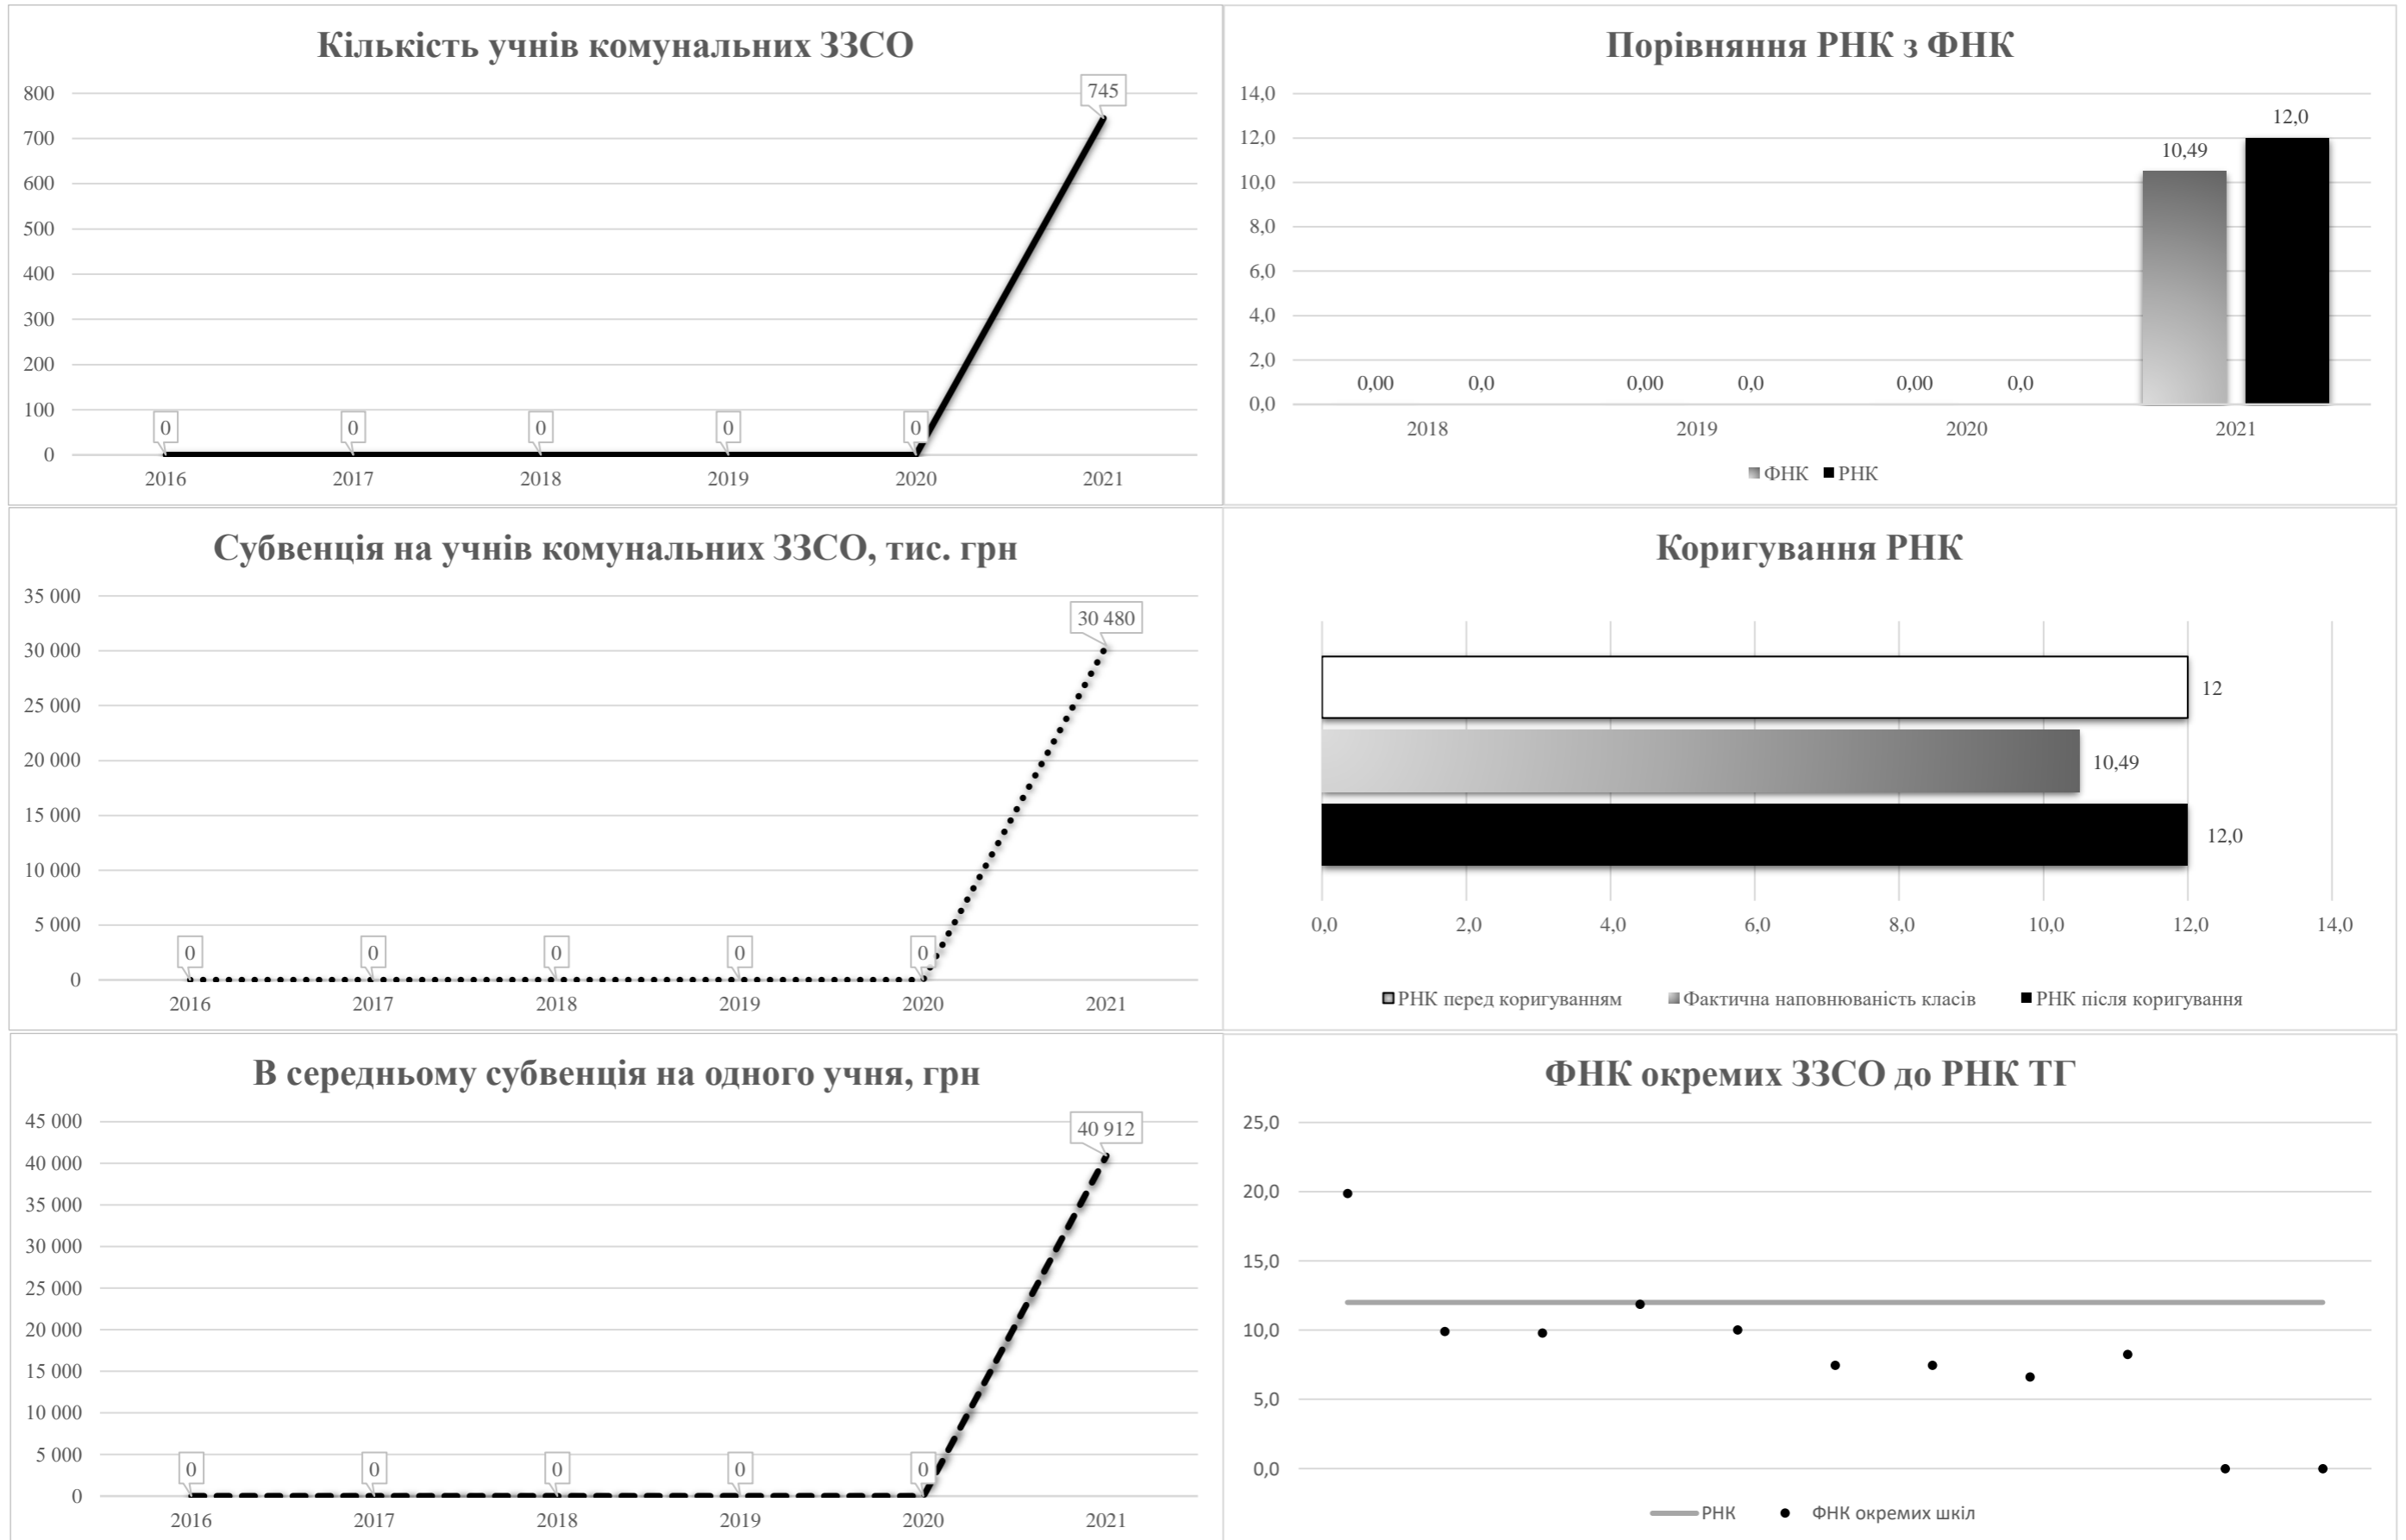 Кількість учнів комунальних ЗЗСО
800
700
600
500
400
300
200
100
0
745
0 0 0 0 0
2016 2017 2018 2019 2020 2021
Порівняння РНК з ФНК
14,0
12,0
10,0
8,0
6,0
4,0
2,0
0,0
12,0
10,49
0,00 0,0 0,00 0,0 0,00 0,0
2018 2019 2020 2021
ФНК РНК
Субвенція на учнів комунальних ЗЗСО, тис. грн
35 000
30 000
25 000
20 000
15 000
10 000
5 000
0
30 480
0 0 0 0 0
2016 2017 2018 2019 2020 2021
Коригування РНК
12
10,49
12,0
0,0 2,0 4,0 6,0 8,0 10,0 12,0 14,0
РНК перед коригуванням Фактична наповнюваність класів РНК після коригування
В середньому субвенція на одного учня, грн
45 000
40 000
35 000
30 000
25 000
20 000
15 000
10 000
5 000
0
40 912
0 0 0 0 0
2016 2017 2018 2019 2020 2021
ФНК окремих ЗЗСО до РНК ТГ
25,0
20,0
15,0
10,0
5,0
0,0
РНК ФНК окремих шкіл